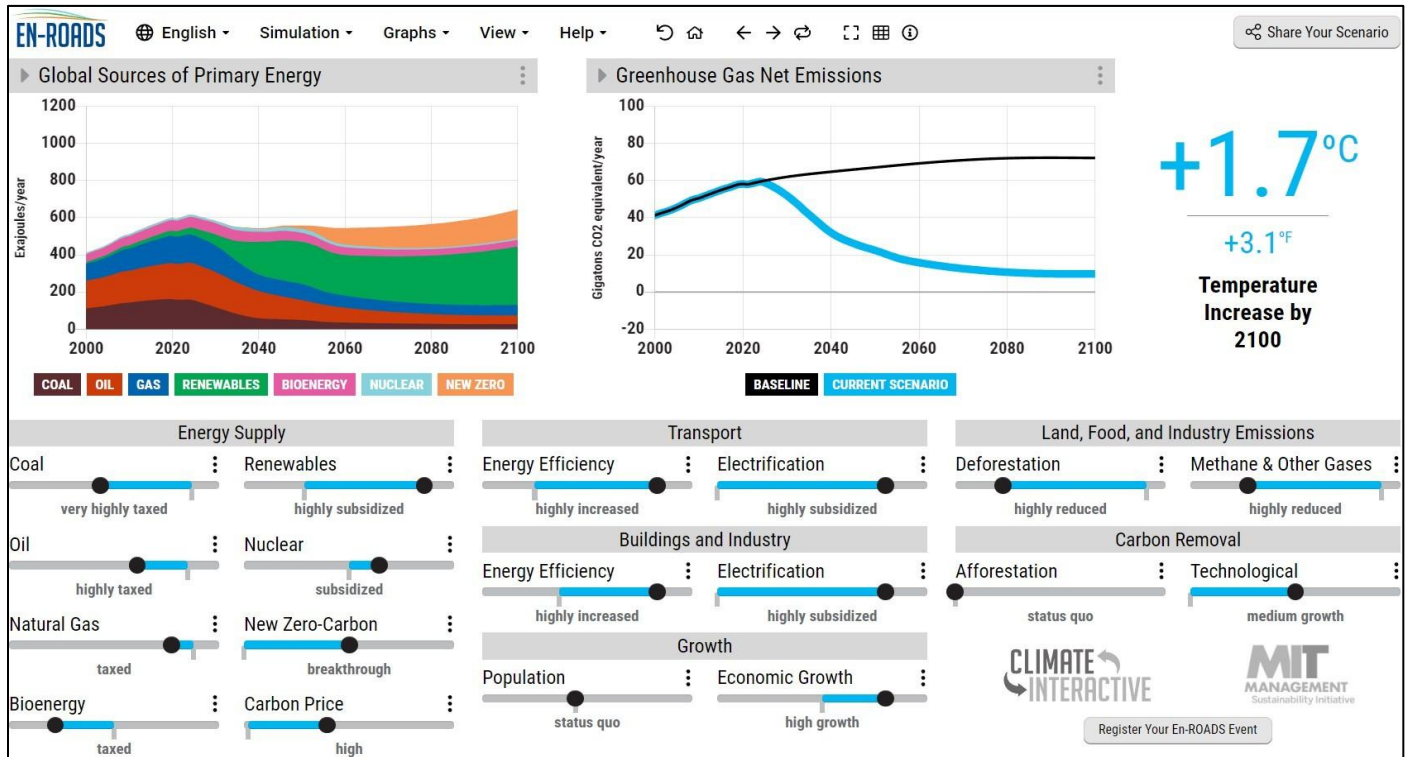 EN-ROADS English Simulation Graphs View Help Share Your Scenario
Global Sources of Primary Energy
Exajoules/year
1200
1000
800
600
400
200
0
2000 2020 2040 2060 2080 2100
COAL OIL GAS RENEWABLES BIOENERGY NUCLEAR NEW ZERO
Greenhouse Gas Net Emissions
Gigatons CO2 equivalent/year
100
80
60
40
20
0
-20
2000 2020 2040 2060 2080 2100
BASELINE CURRENT SCENARIO
+1.7°C
+3.1°F
Temperature
Increase by
2100
Energy Supply
Coal
very highly taxed
Renewables
highly subsidized
Oil
highly taxed
Nuclear
subsidized
Natural Gas
taxed
New Zero-Carbon
breakthrough
Bioenergy
taxed
Carbon Price
high
Transport
Energy Efficiency
highly increased
Electrification
highly subsidized
Buildings and Industry
Energy Efficiency
highly increased
Electrification
highly subsidized
Growth
Population
status quo
Economic Growth
high growth
Land, Food, and Industry Emissions
Deforestation
highly reduced
Methane & Other Gases
highly reduced
Carbon Removal
Afforestation
status quo
Technological
medium growth
CLIMATE
INTERACTIVE
MIT
MANAGEMENT
Sustainability Initiative
Register Your En-ROADS Event